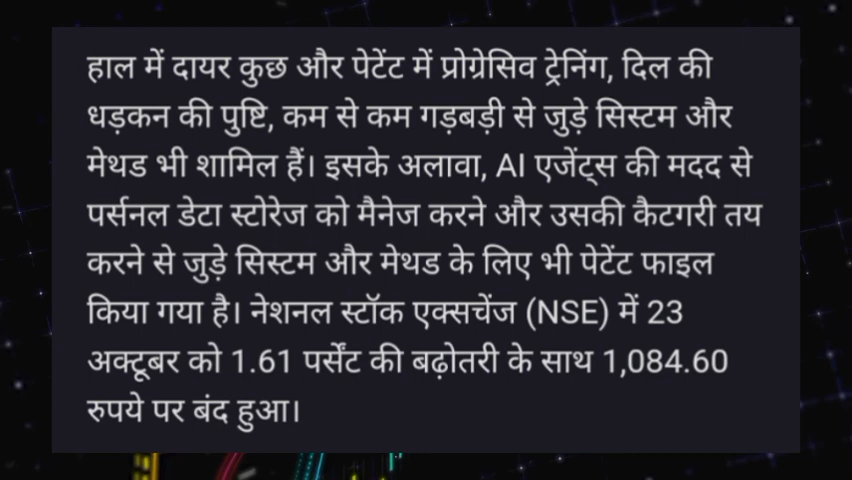 हाल में दायर कुछ और पेटेंट में प्रोग्रेसिव ट्रेनिंग, दिल की
धड़कन की पुष्टि, कम से कम गड़बड़ी से जुड़े सिस्टम और
मेथड भी शामिल हैं। इसके अलावा, AI एजेंट्स की मदद से
पर्सनल डेटा स्टोरेज को मैनेज करने और उसकी कैटगरी तय
करने से जुड़े सिस्टम और मेथड के लिए भी पेटेंट फाइल
किया गया है। नेशनल स्टॉक एक्सचेंज (NSE) में 23
अक्टूबर को 1.61 पर्सेंट की बढ़ोतरी के साथ 1,084.60
रुपये पर बंद हुआ।